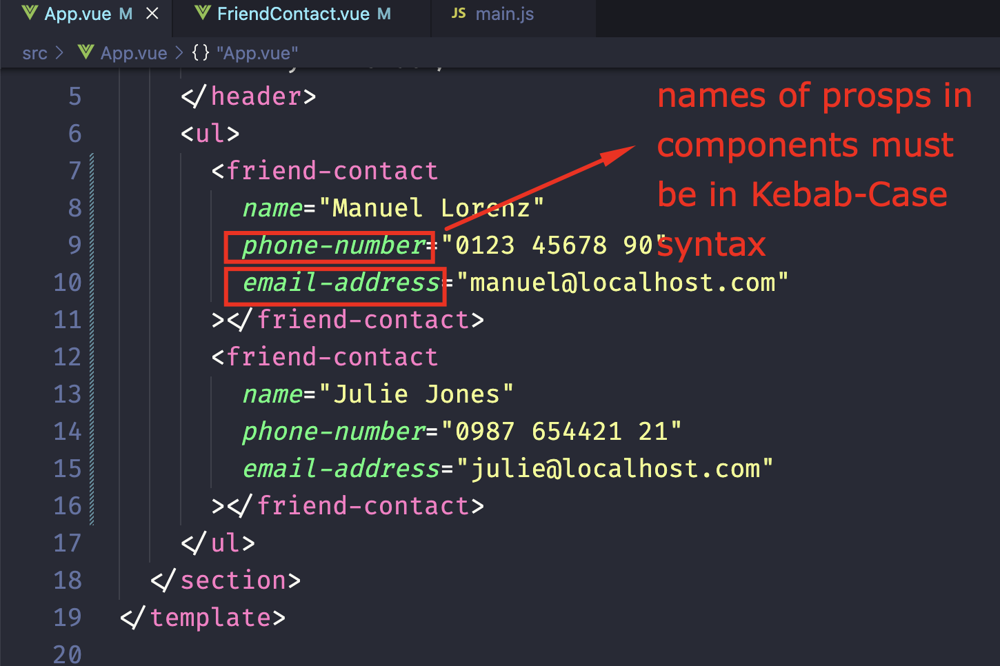 App.vue M × FriendContact.vue M JS main.js
src > App.vue > {} "App.vue"
names of prosps in
components must
be in Kebab-Case
syntax
5 </header>
6 <ul>
7 <friend-contact
8 name="Manuel Lorenz"
9 phone-number="0123 45678 90"
10 email-address="manuel@localhost.com"
11 ></friend-contact>
12 <friend-contact
13 name="Julie Jones"
14 phone-number="0987 654421 21"
15 email-address="julie@localhost.com"
16 ></friend-contact>
17 </ul>
18 </section>
19 </template>
20